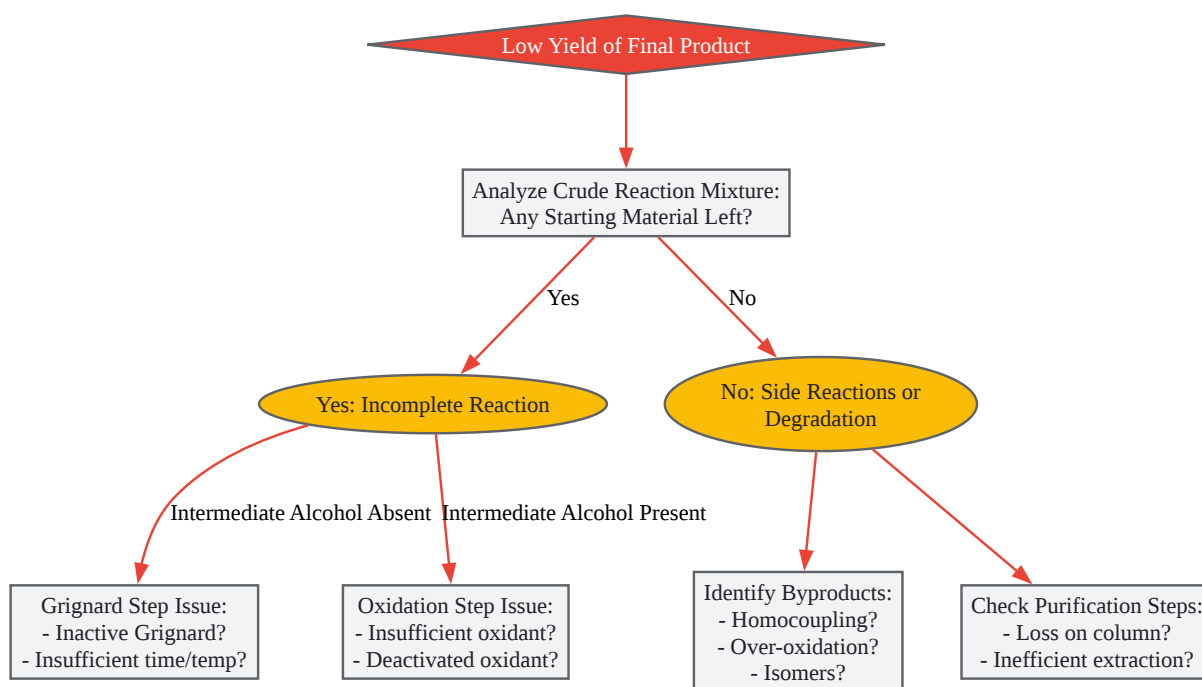 Low Yield of Final Product
Analyze Crude Reaction Mixture:
Any Starting Material Left?
Yes
No
Yes: Incomplete Reaction
No: Side Reactions or
Degradation
Intermediate Alcohol Absent
Intermediate Alcohol Present
Grignard Step Issue:
- Inactive Grignard?
- Insufficient time/temp?
Oxidation Step Issue:
- Insufficient oxidant?
- Deactivated oxidant?
Identify Byproducts:
- Homocoupling?
- Over-oxidation?
- Isomers?
Check Purification Steps:
- Loss on column?
- Inefficient extraction?